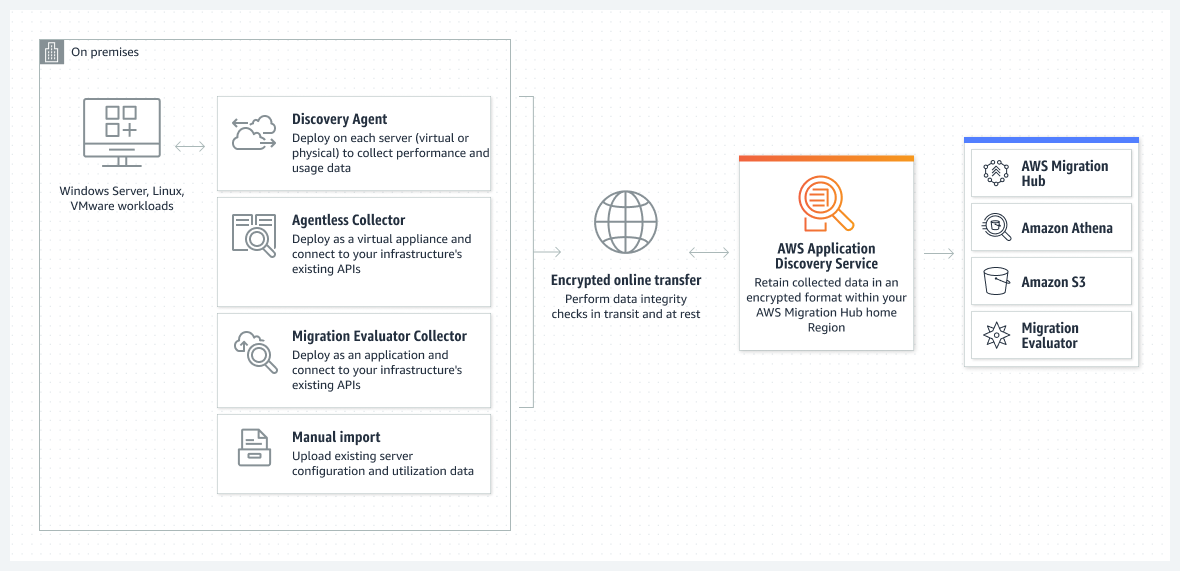 On premises
Windows Server, Linux,
VMware workloads
Discovery Agent
Deploy on each server (virtual or
physical) to collect performance and
usage data
Agentless Collector
Deploy as a virtual appliance and
connect to your infrastructure's
existing APIs
Migration Evaluator Collector
Deploy as an application and
connect to your infrastructure's
existing APIs
Manual import
Upload existing server
configuration and utilization data
Encrypted online transfer
Perform data integrity
checks in transit and at rest
AWS Application
Discovery Service
Retain collected data in an
encrypted format within your
AWS Migration Hub home
Region
AWS Migration
Hub
Amazon Athena
Amazon S3
Migration
Evaluator